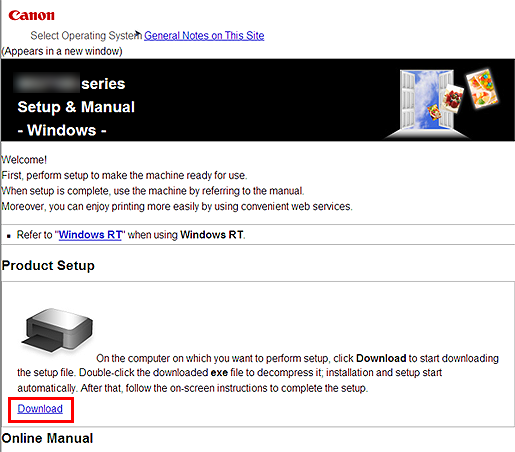 Canon
Select Operating System General Notes on This Site
(Appears in a new window)
series
Setup & Manual
- Windows -
Welcome!
First, perform setup to make the machine ready for use.
When setup is complete, use the machine by referring to the manual.
Moreover, you can enjoy printing more easily by using convenient web services.
Refer to "Windows RT" when using Windows RT.
Product Setup
On the computer on which you want to perform setup, click Download to start downloading
the setup file. Double-click the downloaded exe file to decompress it; installation and setup start
automatically. After that, follow the on-screen instructions to complete the setup.
Download
Online Manual